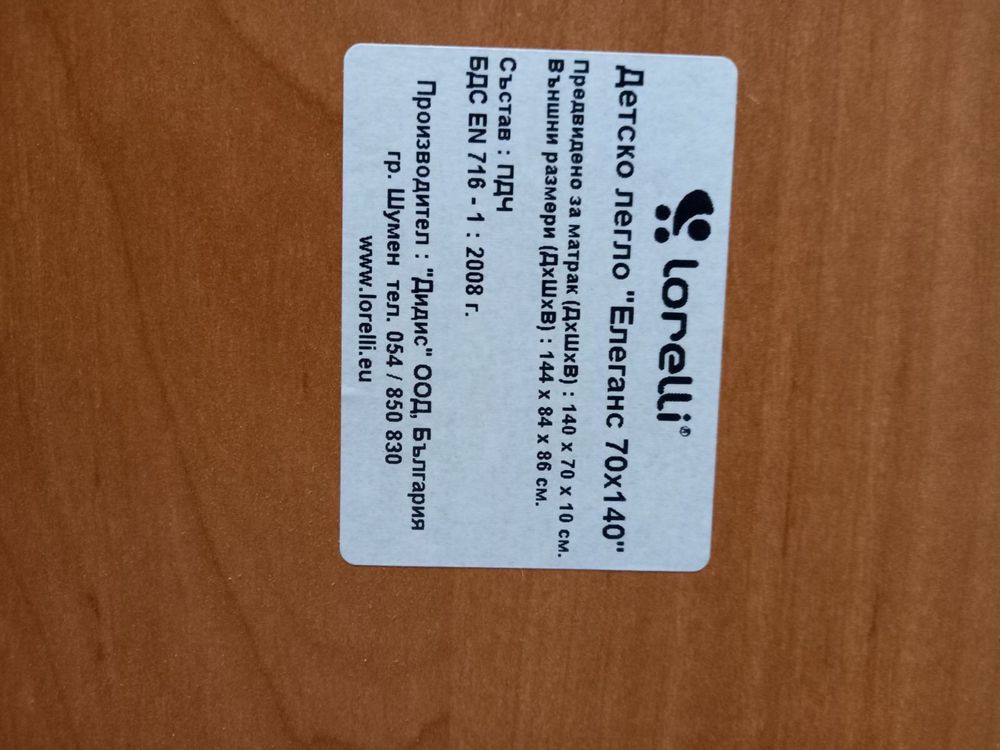 lorelli®
Детско легло "Елеганс 70x140"
Предвидено за матрак (ДхШхВ) : 140 x 70 x 10 см.
Външни размери (ДхШхВ) : 144 x 84 x 86 см.
Състав : ПДЧ
БДС EN 716 - 1 : 2008 г.
Производител : "Дидис" ООД, България
гр. Шумен тел. 054 / 850 830
www.lorelli.eu